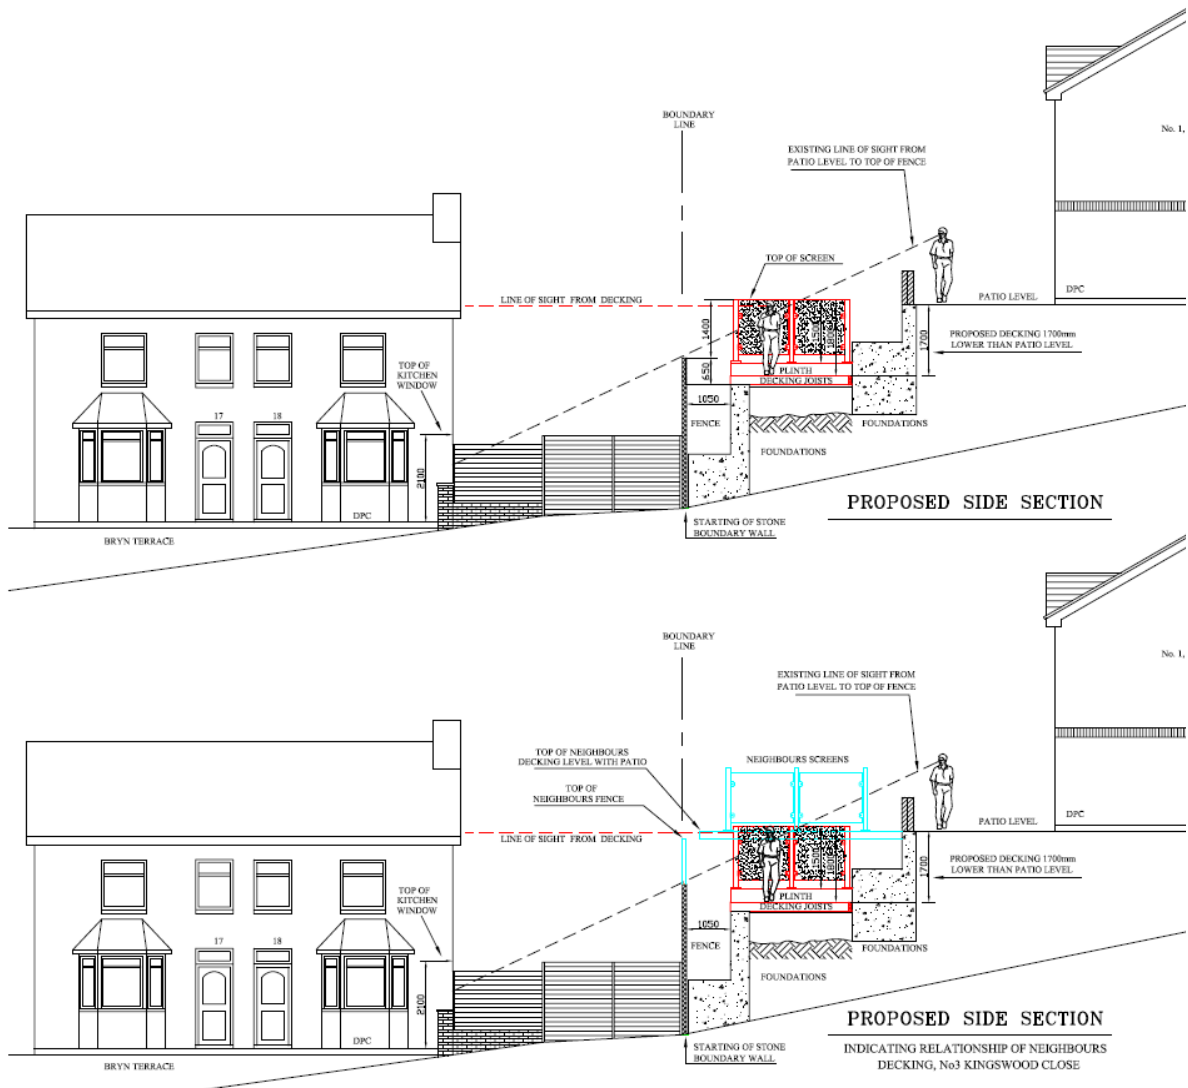 BOUNDARY
LINE
No. 1,
EXISTING LINE OF SIGHT FROM
PATIO LEVEL TO TOP OF FENCE
TOP OF SCREEN
LINE OF SIGHT FROM DECKING
PATIO LEVEL
DPC
1400
1500
1800
1700
PROPOSED DECKING 1700mm
LOWER THAN PATIO LEVEL
TOP OF
KITCHEN
WINDOW
650
PLINTH
DECKING JOISTS
1050
17
18
FENCE
FOUNDATIONS
FOUNDATIONS
2100
PROPOSED SIDE SECTION
DPC
STARTING OF STONE
BOUNDARY WALL
BRYN TERRACE
BOUNDARY
LINE
No. 1,
EXISTING LINE OF SIGHT FROM
PATIO LEVEL TO TOP OF FENCE
TOP OF NEIGHBOURS
DECKING LEVEL WITH PATIO
NEIGHBOURS SCREENS
TOP OF
NEIGHBOURS FENCE
LINE OF SIGHT FROM DECKING
PATIO LEVEL
DPC
1500
1800
1700
PROPOSED DECKING 1700mm
LOWER THAN PATIO LEVEL
TOP OF
KITCHEN
WINDOW
PLINTH
DECKING JOISTS
1050
17
18
FENCE
FOUNDATIONS
FOUNDATIONS
2100
PROPOSED SIDE SECTION
DPC
STARTING OF STONE
BOUNDARY WALL
INDICATING RELATIONSHIP OF NEIGHBOURS
DECKING, No3 KINGSWOOD CLOSE
BRYN TERRACE